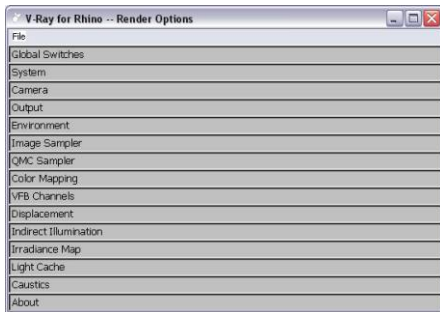 V-Ray for Rhino -- Render Options
File
Global Switches
System
Camera
Output
Environment
Image Sampler
QMC Sampler
Color Mapping
VFB Channels
Displacement
Indirect Illumination
Irradiance Map
Light Cache
Caustics
About